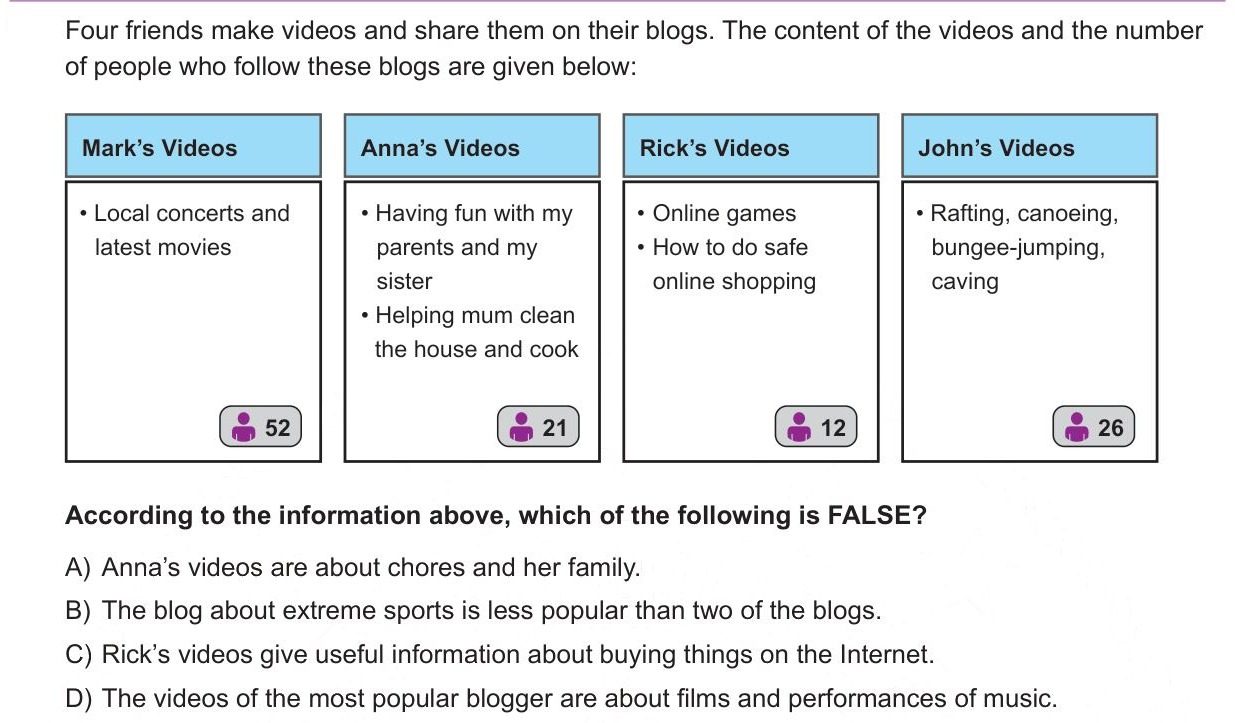 Four friends make videos and share them on their blogs. The content of the videos and the number
of people who follow these blogs are given below:
Mark's Videos
• Local concerts and
latest movies
52
Anna's Videos
• Having fun with my
parents and my
sister
• Helping mum clean
the house and cook
21
Rick's Videos
• Online games
• How to do safe
online shopping
12
John's Videos
• Rafting, canoeing,
bungee-jumping,
caving
26
According to the information above, which of the following is FALSE?
A) Anna's videos are about chores and her family.
B) The blog about extreme sports is less popular than two of the blogs.
C) Rick's videos give useful information about buying things on the Internet.
D) The videos of the most popular blogger are about films and performances of music.